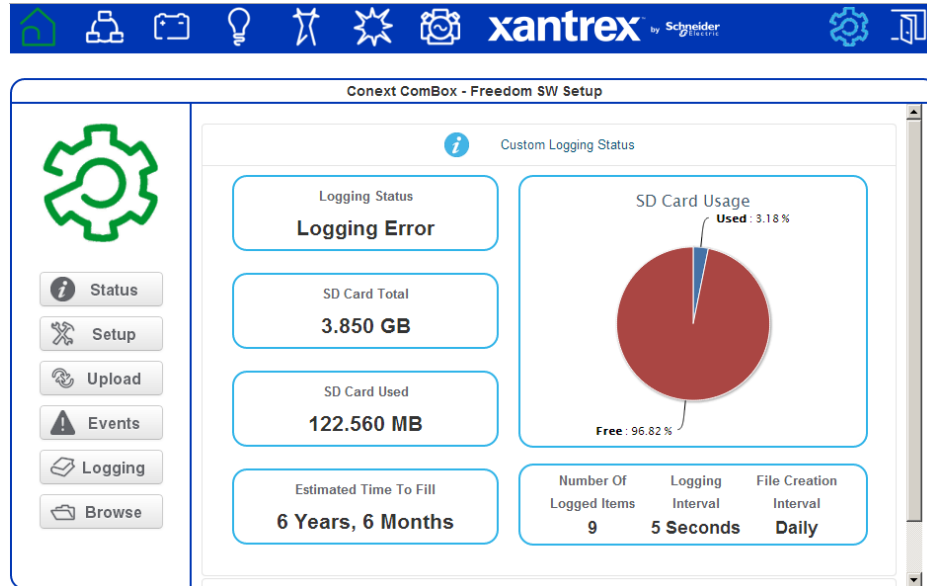 xantrex by Schneider Electric
Conext ComBox - Freedom SW Setup
Custom Logging Status
Status
Setup
Upload
Events
Logging
Browse
Logging Status
Logging Error
SD Card Total
3.850 GB
SD Card Used
122.560 MB
Estimated Time To Fill
6 Years, 6 Months
SD Card Usage
Used : 3.18 %
Free : 96.82 %
Number Of Logged Items
9
Logging Interval
5 Seconds
File Creation Interval
Daily